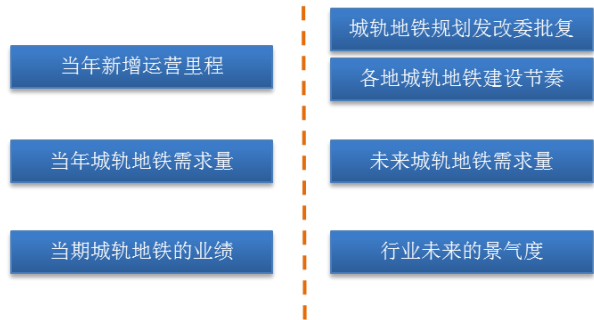 当年新增运营里程
当年城轨地铁需求量
当期城轨地铁的业绩
城轨地铁规划发改委批复
各地城轨地铁建设节奏
未来城轨地铁需求量
行业未来的景气度